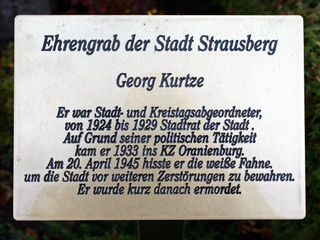 Ehrengrab der Stadt Strausberg
Georg Kurtze
Er war Stadt- und Kreistagsabgeordneter,
von 1924 bis 1929 Stadtrat der Stadt .
Auf Grund seiner politischen Tätigkeit
kam er 1933 ins KZ Oranienburg.
Am 20. April 1945 hisste er die weiße Fahne,
um die Stadt vor weiteren Zerstörungen zu bewahren.
Er wurde kurz danach ermordet.